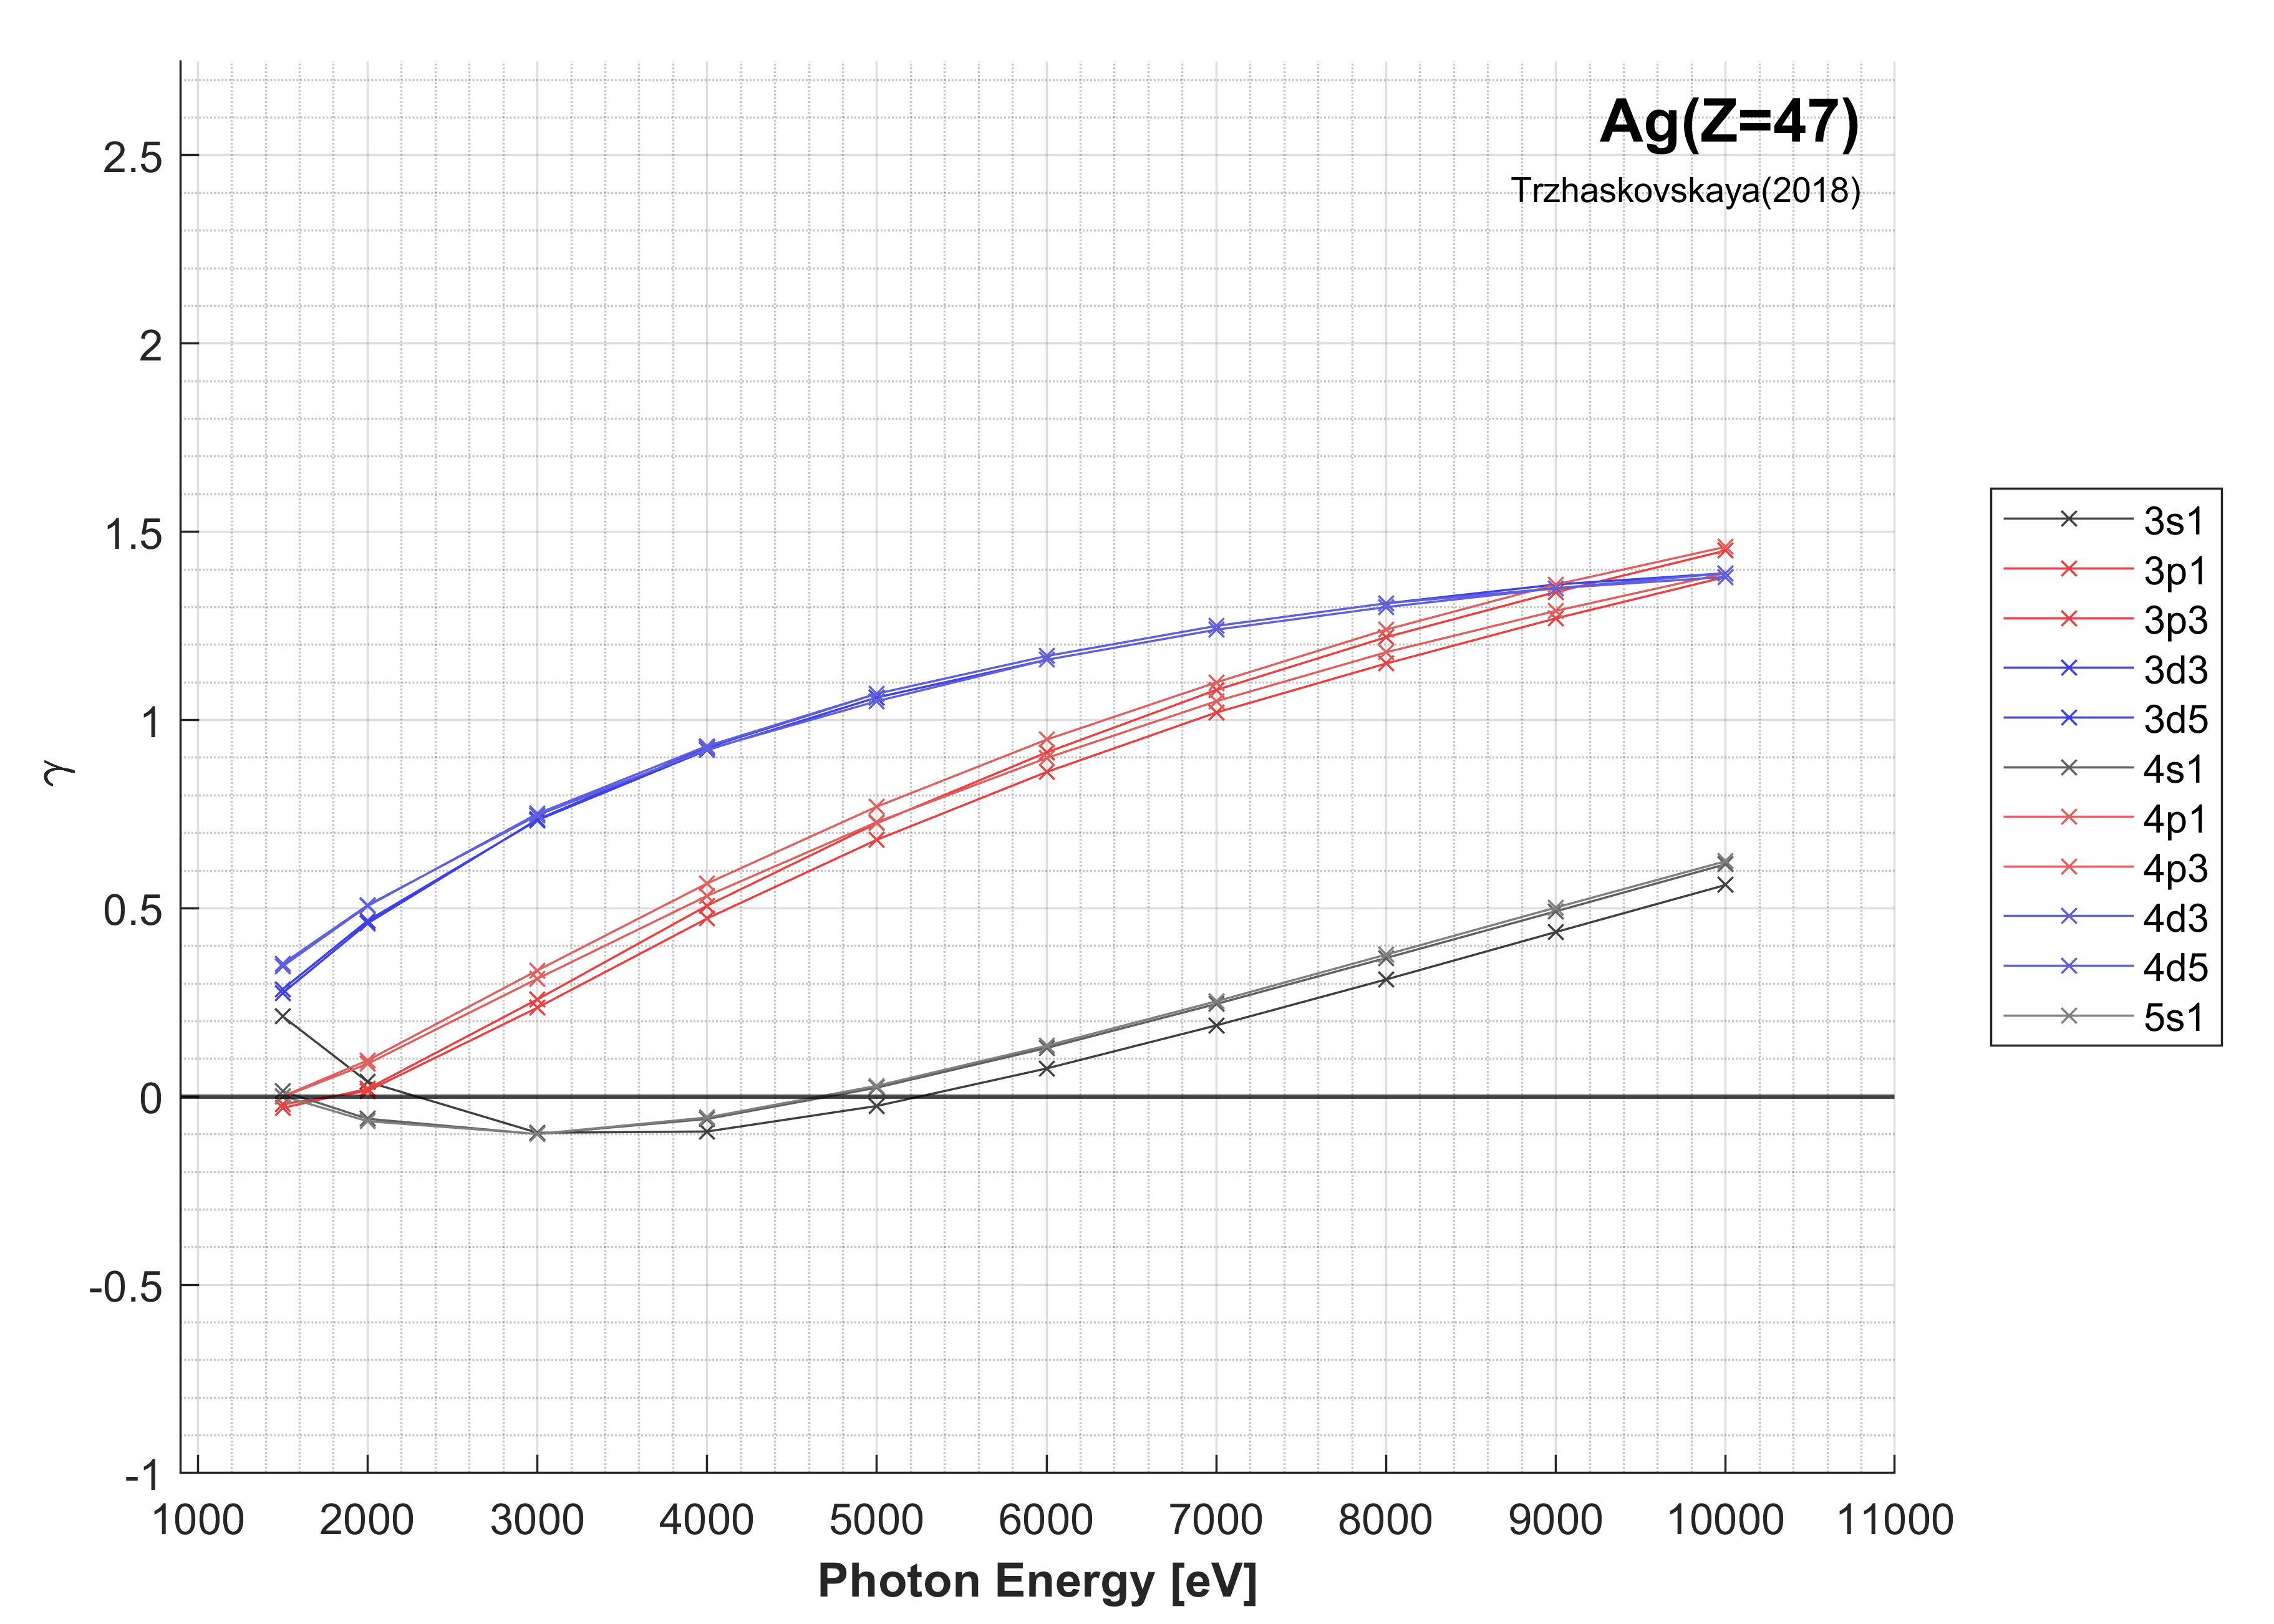 Ag(Z=47)
Trzhaskovskaya(2018)
2.5
2
1.5
1
0.5
0
-0.5
-1
γ
1000 2000 3000 4000 5000 6000 7000 8000 9000 10000 11000
Photon Energy [eV]
3s1
3p1
3p3
3d3
3d5
4s1
4p1
4p3
4d3
4d5
5s1